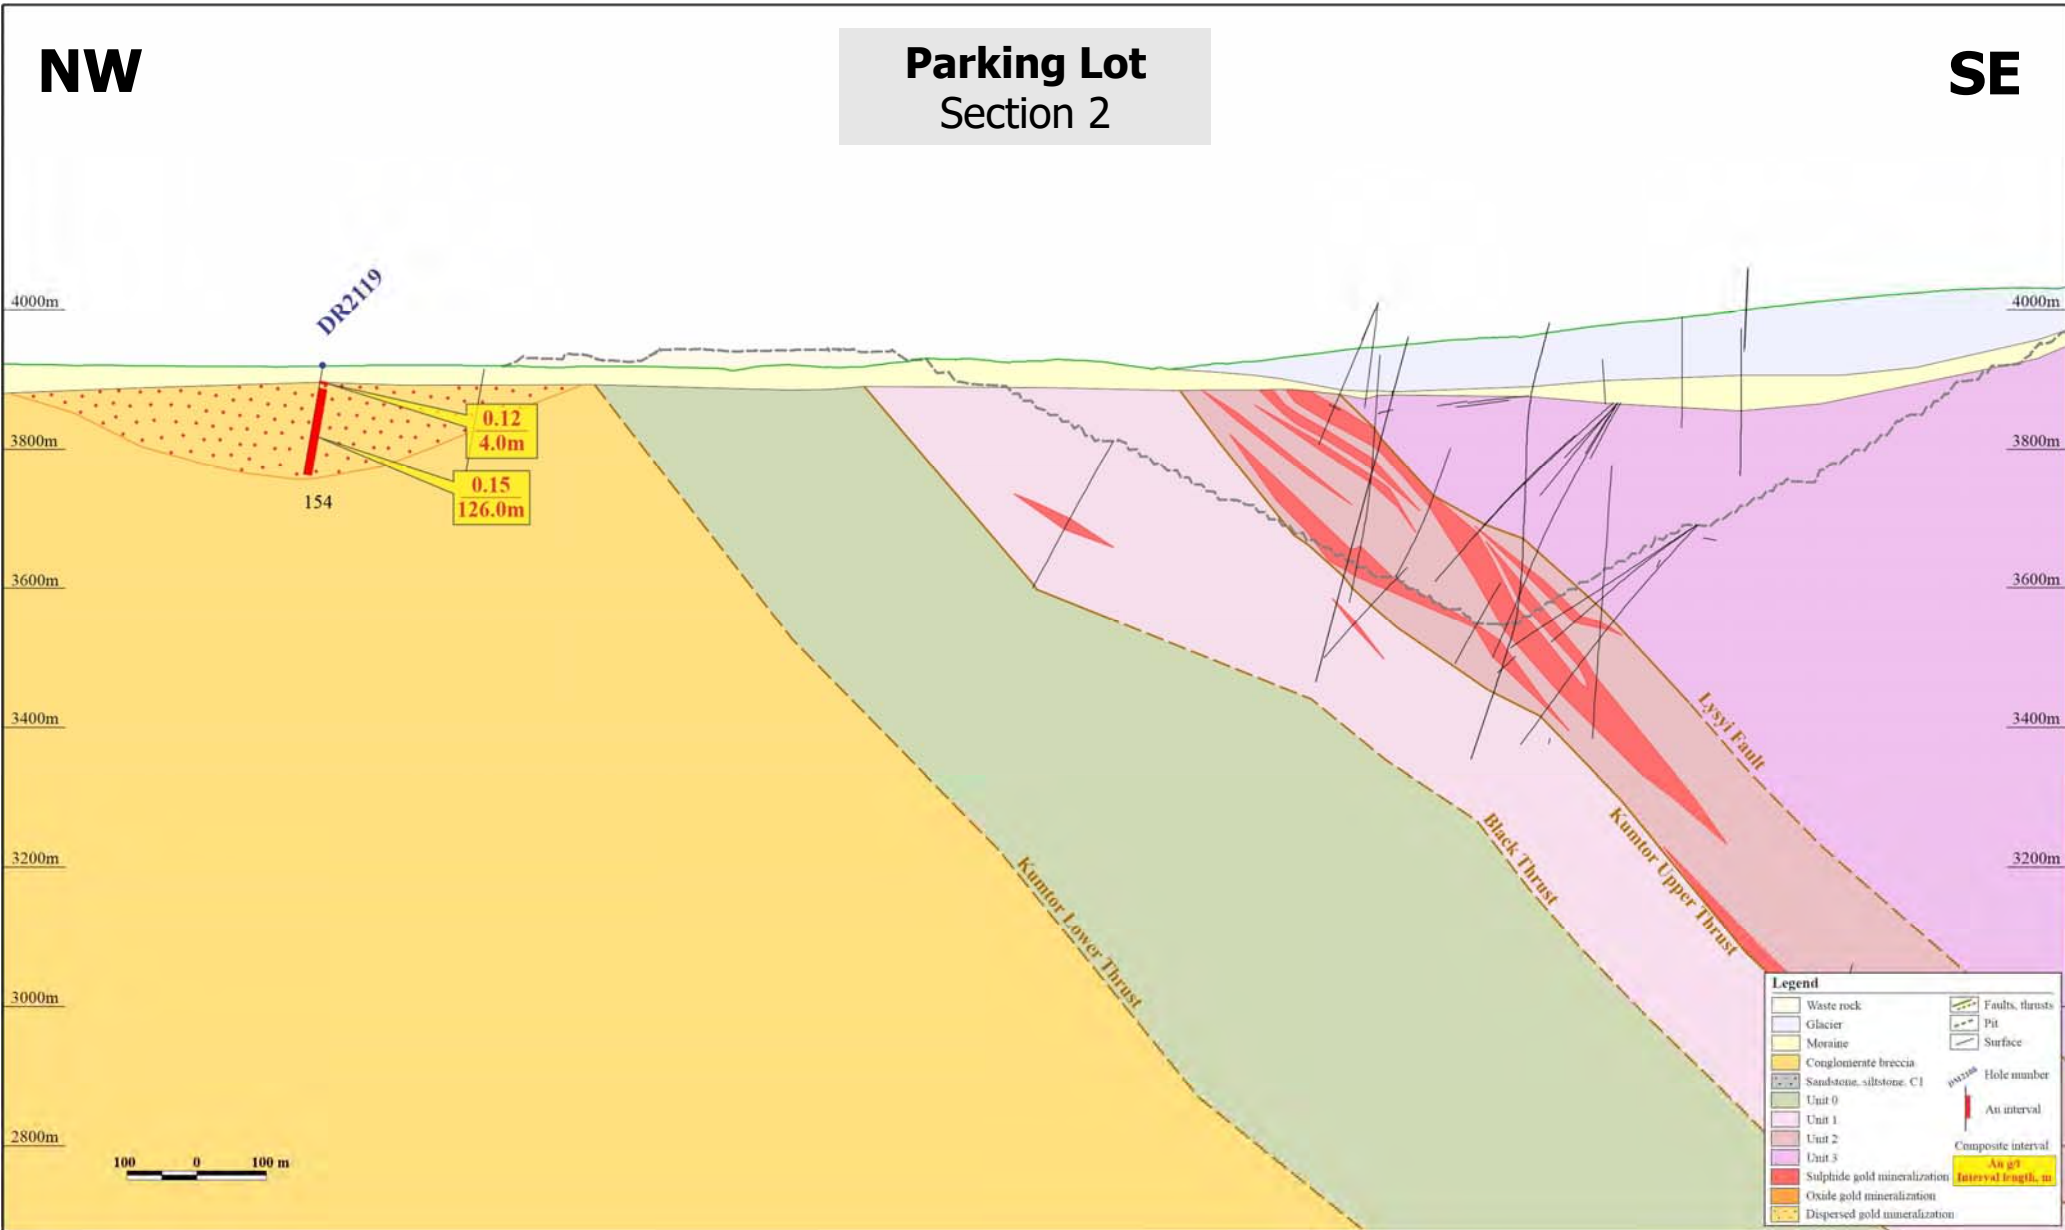 NW
Parking Lot
Section 2
SE
DR2119
4000m
4000m
0.12
4.0m
3800m
3800m
0.15
126.0m
154
3600m
3600m
3400m
3400m
Lysyi Fault
Black Thrust
Kumtor Upper Thrust
3200m
3200m
Kumtor Lower Thrust
3000m
2800m
100 0 100 m
Legend
Waste rock
Glacier
Moraine
Conglomerate breccia
Sandstone, siltstone, C1
Unit 0
Unit 1
Unit 2
Unit 3
Sulphide gold mineralization
Oxide gold mineralization
Dispersed gold mineralization
Faults, thrusts
Pit
Surface
Hole number
Au interval
Composite interval
Au g/t
Interval length, m